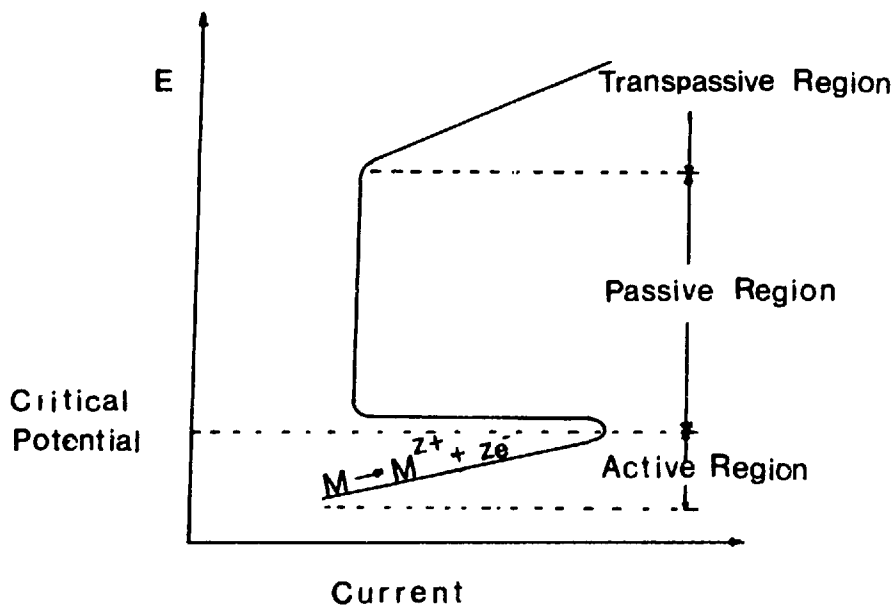 E
Transpassive Region
Passive Region
Critical
Potential
M → M^{Z+} + Ze^-
Active Region
Current